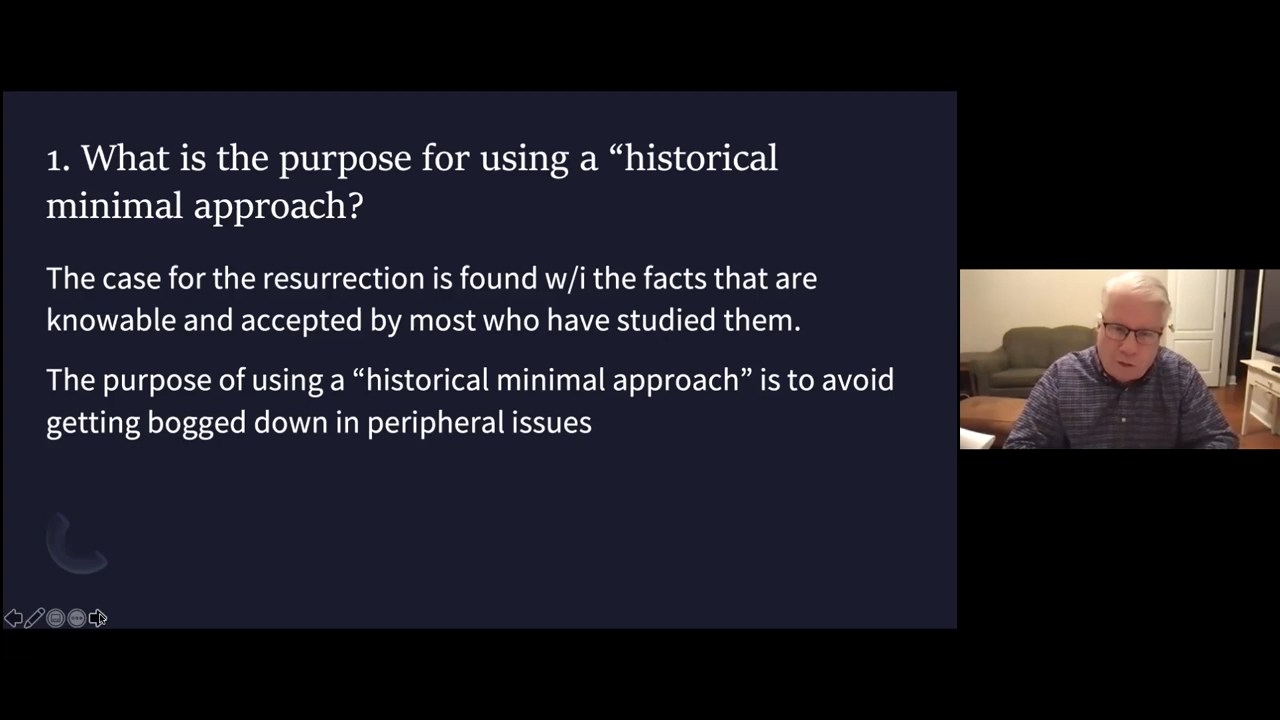 1. What is the purpose for using a “historical
minimal approach?
The case for the resurrection is found w/i the facts that are
knowable and accepted by most who have studied them.
The purpose of using a “historical minimal approach” is to avoid
getting bogged down in peripheral issues